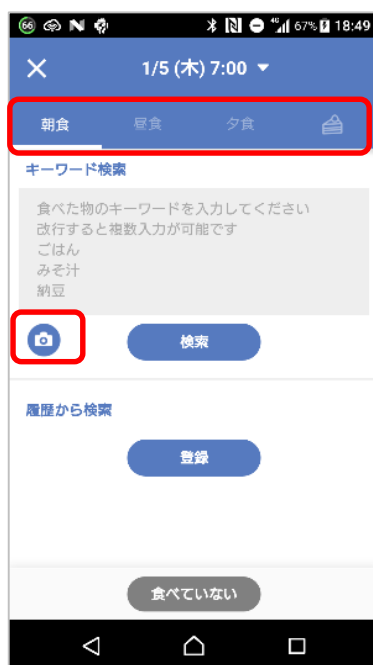 66 4G 67% 18:49
1/5 (木) 7:00
朝食 昼食 夕食
キーワード検索
食べた物のキーワードを入力してください
改行すると複数入力が可能です
ごはん
みそ汁
納豆
検索
履歴から検索
登録
食べていない